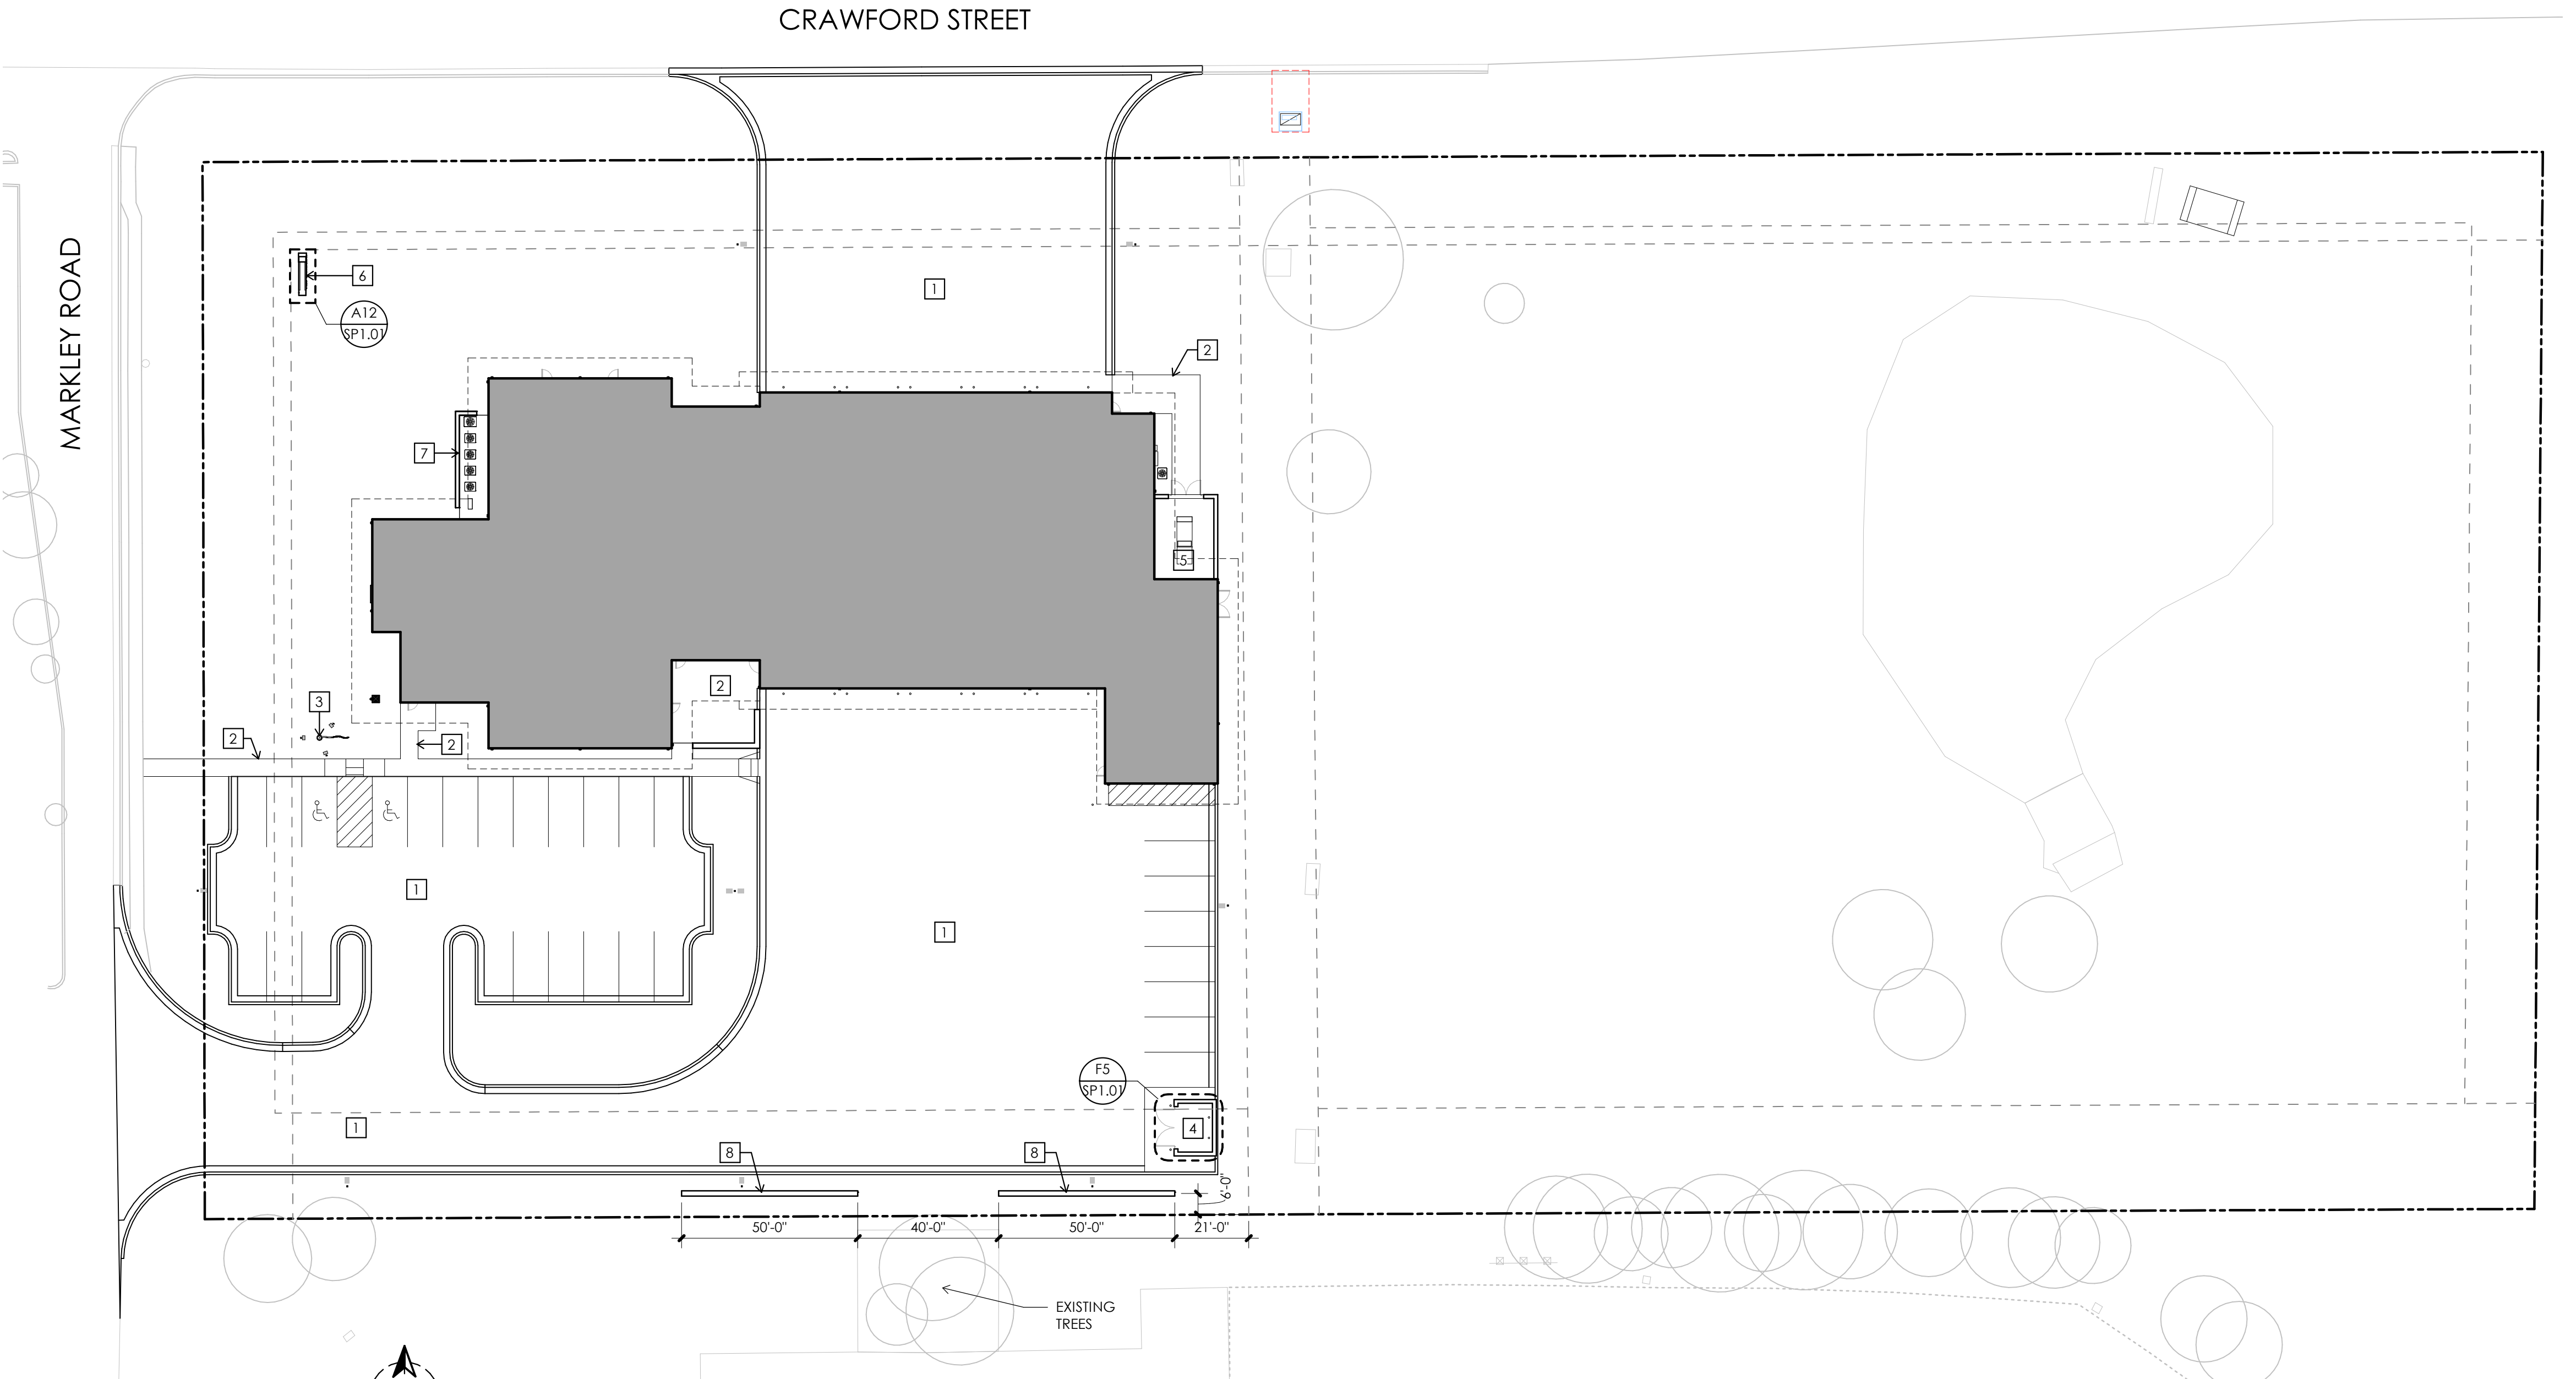 CRAWFORD STREET
MARKLEY ROAD
6
A12
SP1.01
1
2
7
5
2
3
2
2
1
1
F5
SP1.01
4
1
8
8
6'-0"
50'-0"
40'-0"
50'-0"
21'-0"
EXISTING
TREES